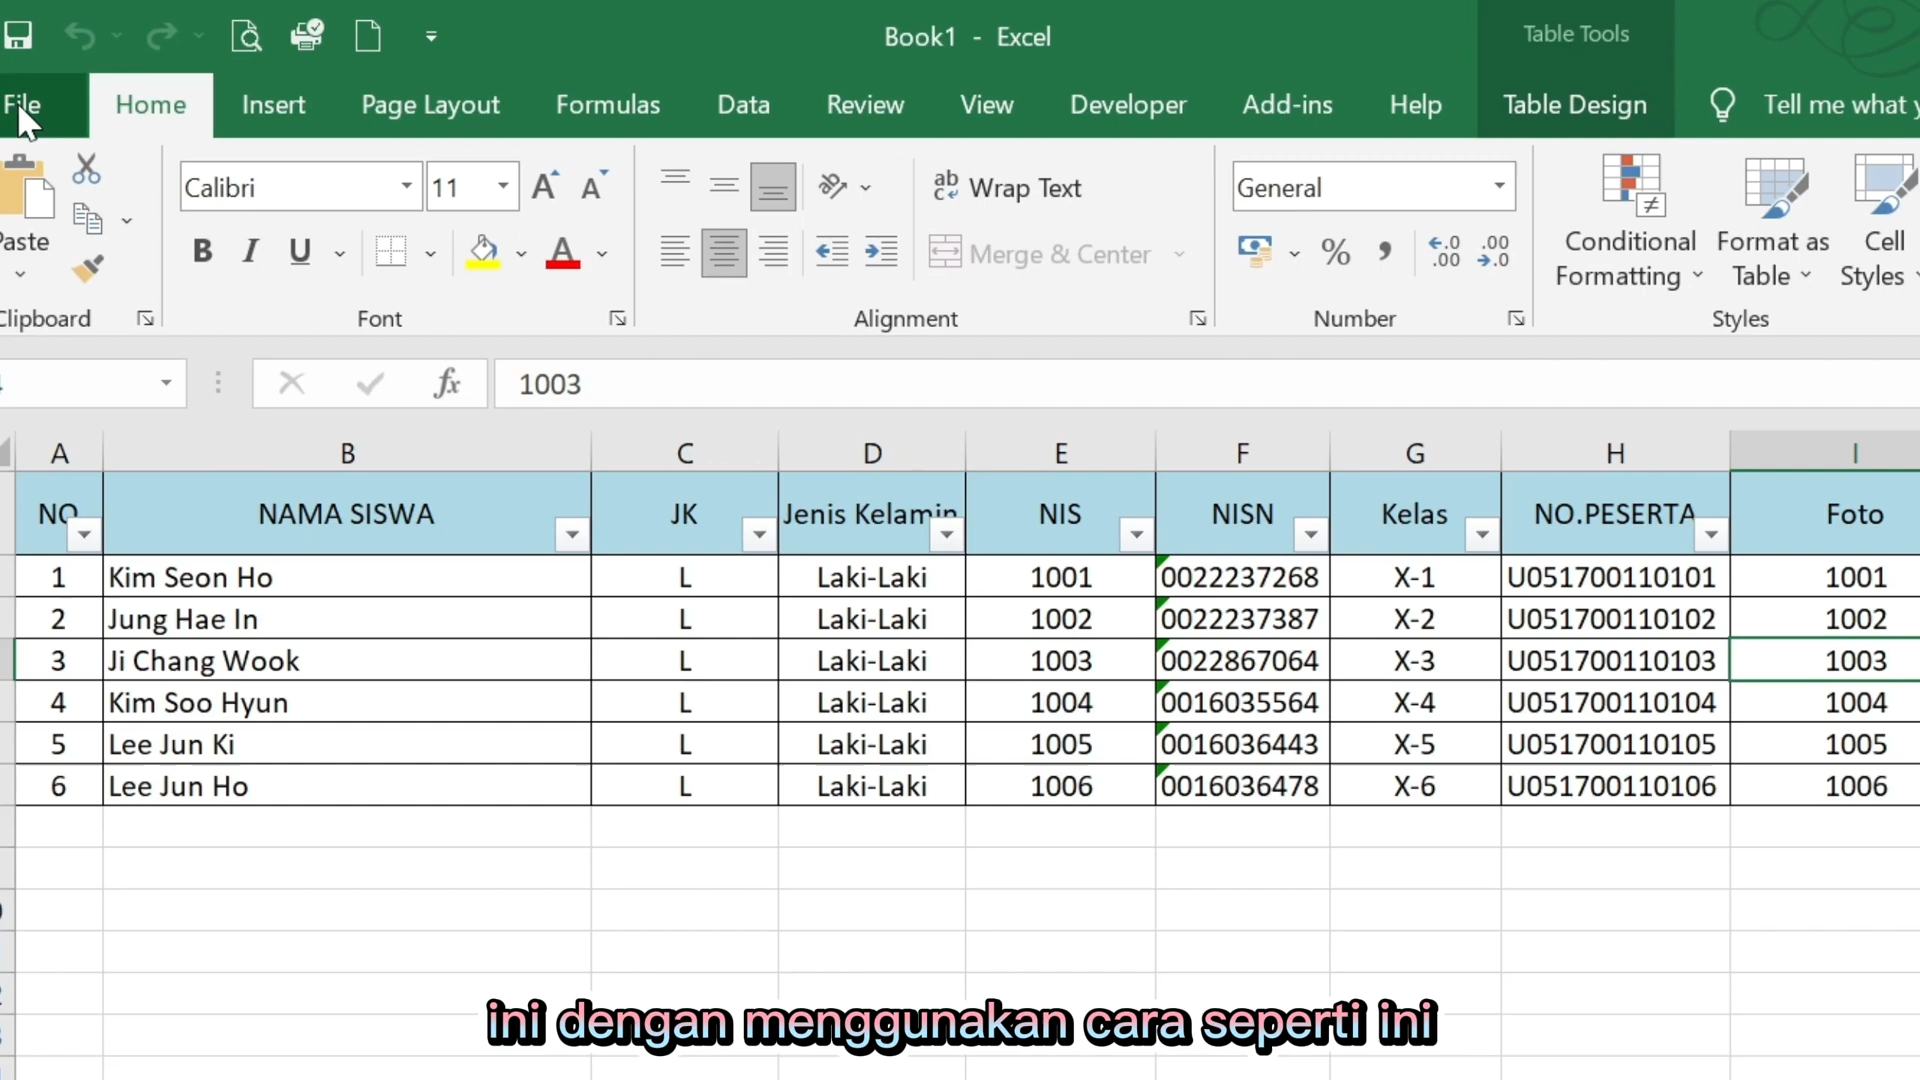 Book1 - Excel
Table Tools
File Home Insert Page Layout Formulas Data Review View Developer Add-ins Help Table Design Tell me what y
Calibri 11 Wrap Text General
Paste B I U A Merge & Center % Conditional Formatting Format as Table Cell Styles
Clipboard Font Alignment Number Styles
fx 1003
A B C D E F G H I
NO NAMA SISWA JK Jenis Kelamin NIS NISN Kelas NO.PESERTA Foto
1 Kim Seon Ho L Laki-Laki 1001 0022237268 X-1 U051700110101 1001
2 Jung Hae In L Laki-Laki 1002 0022237387 X-2 U051700110102 1002
3 Ji Chang Wook L Laki-Laki 1003 0022867064 X-3 U051700110103 1003
4 Kim Soo Hyun L Laki-Laki 1004 0016035564 X-4 U051700110104 1004
5 Lee Jun Ki L Laki-Laki 1005 0016036443 X-5 U051700110105 1005
6 Lee Jun Ho L Laki-Laki 1006 0016036478 X-6 U051700110106 1006
ini dengan menggunakan cara seperti ini